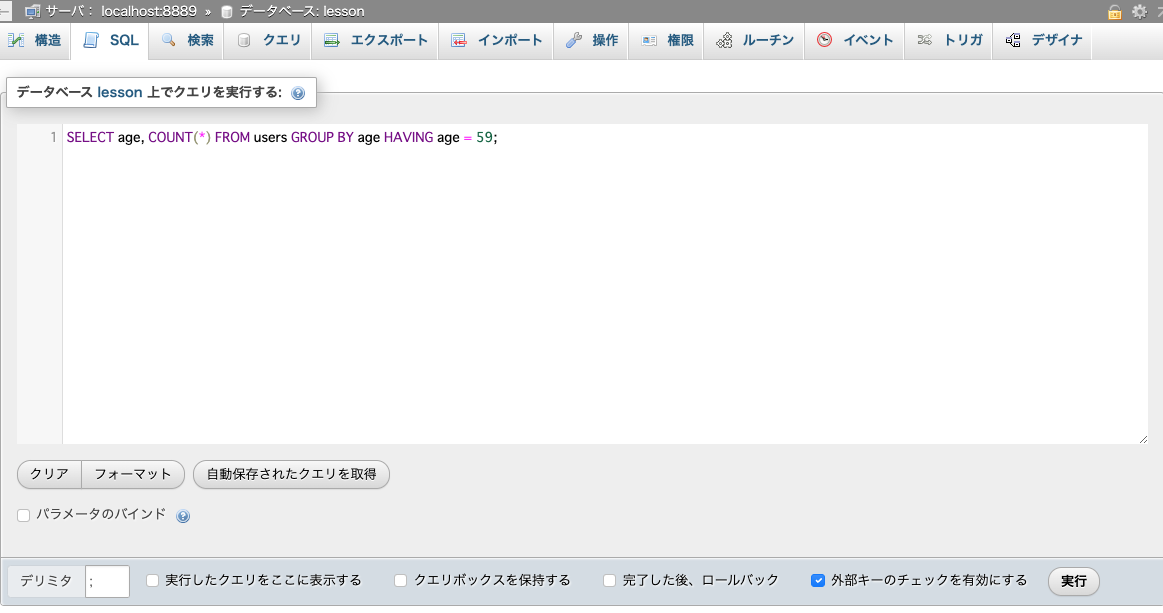 サーバ: localhost:8889 » データベース: lesson
構造 SQL 検索 クエリ エクスポート インポート 操作 権限 ルーチン イベント トリガ デザイナ
データベース lesson 上でクエリを実行する:
1 SELECT age, COUNT(*) FROM users GROUP BY age HAVING age = 59;
クリア フォーマット 自動保存されたクエリを取得
パラメータのバインド
デリミタ ; 実行したクエリをここに表示する クエリボックスを保持する 完了した後、ロールバック 外部キーのチェックを有効にする 実行